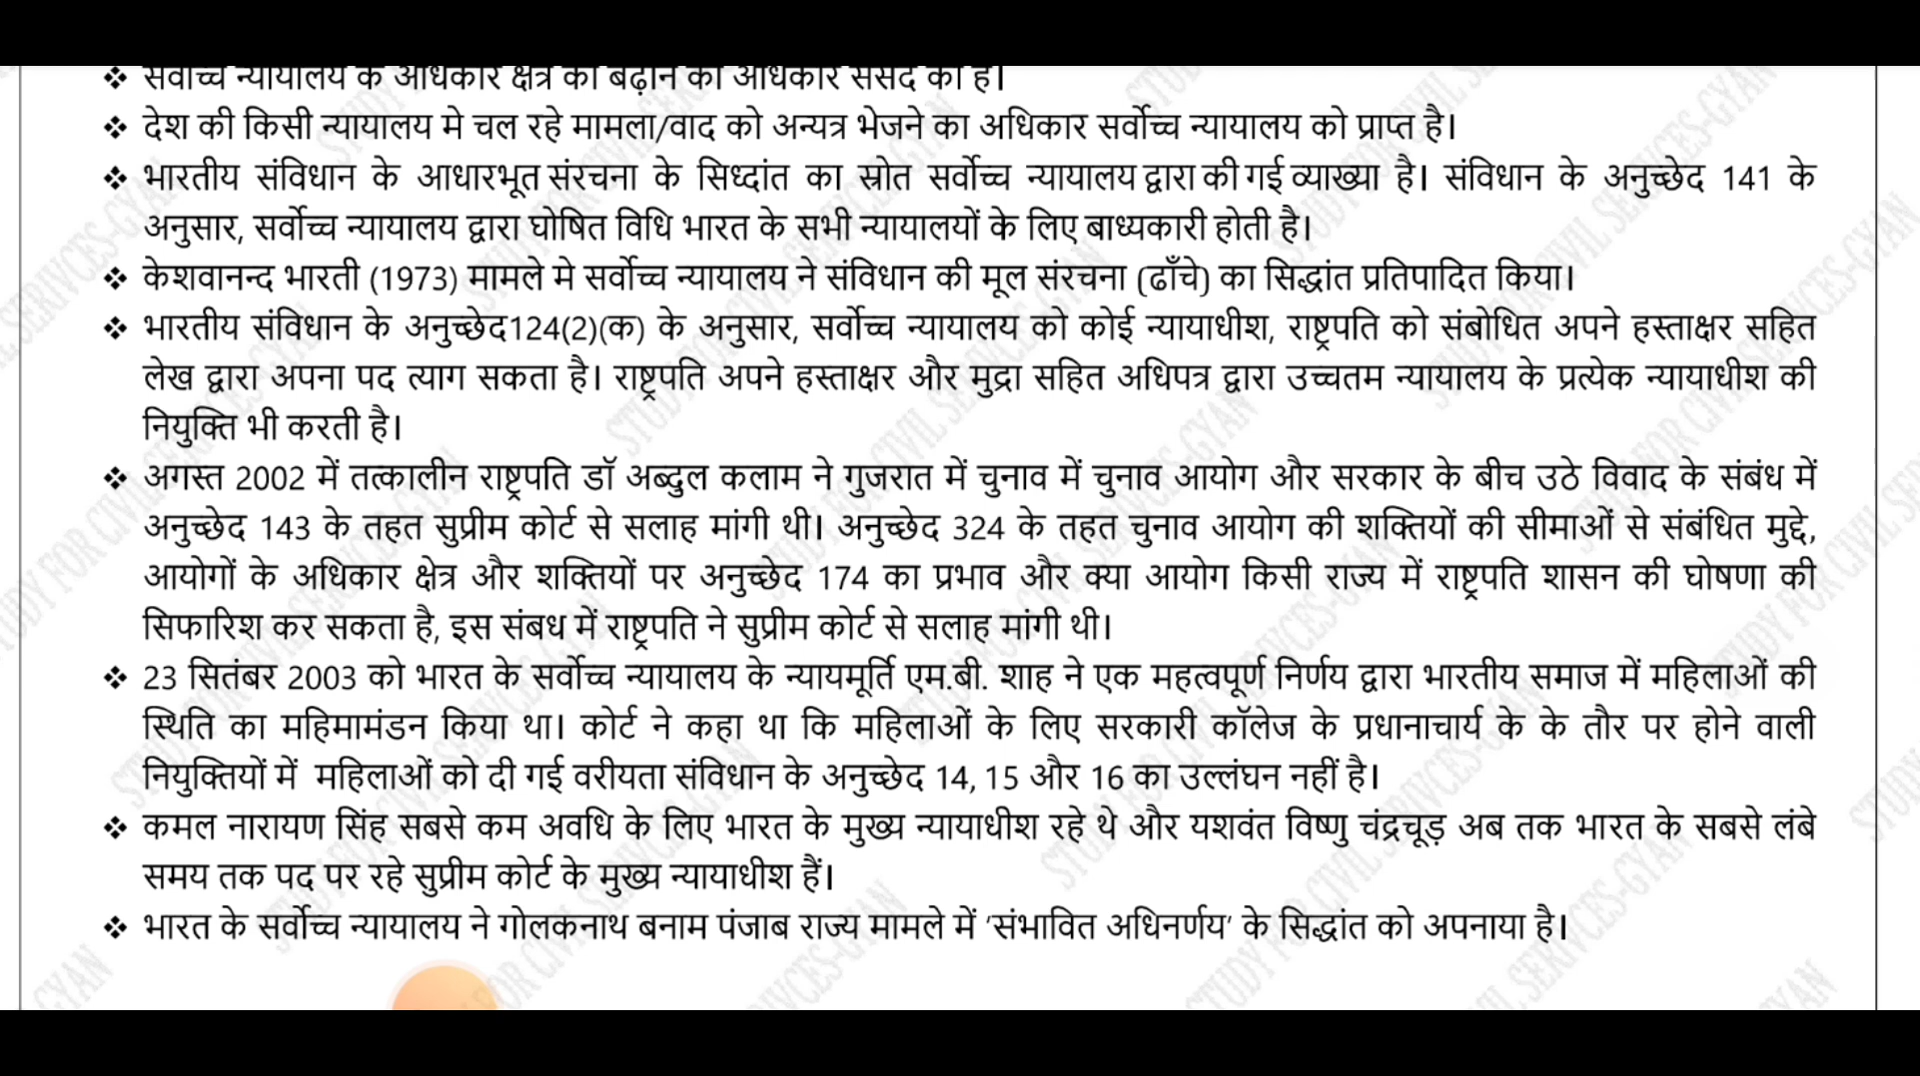 ❖ सर्वोच्च न्यायालय के अधिकार क्षेत्र को बढ़ाने का अधिकार संसद को है।
❖ देश की किसी न्यायालय मे चल रहे मामला/वाद को अन्यत्र भेजने का अधिकार सर्वोच्च न्यायालय को प्राप्त है।
❖ भारतीय संविधान के आधारभूत संरचना के सिध्दांत का स्रोत सर्वोच्च न्यायालय द्वारा की गई व्याख्या है। संविधान के अनुच्छेद 141 के
अनुसार, सर्वोच्च न्यायालय द्वारा घोषित विधि भारत के सभी न्यायालयों के लिए बाध्यकारी होती है।
❖ केशवानन्द भारती (1973) मामले मे सर्वोच्च न्यायालय ने संविधान की मूल संरचना (ढाँचे) का सिद्धांत प्रतिपादित किया।
❖ भारतीय संविधान के अनुच्छेद124(2)(क) के अनुसार, सर्वोच्च न्यायालय को कोई न्यायाधीश, राष्ट्रपति को संबोधित अपने हस्ताक्षर सहित
लेख द्वारा अपना पद त्याग सकता है। राष्ट्रपति अपने हस्ताक्षर और मुद्रा सहित अधिपत्र द्वारा उच्चतम न्यायालय के प्रत्येक न्यायाधीश की
नियुक्ति भी करती है।
❖ अगस्त 2002 में तत्कालीन राष्ट्रपति डॉ अब्दुल कलाम ने गुजरात में चुनाव में चुनाव आयोग और सरकार के बीच उठे विवाद के संबंध में
अनुच्छेद 143 के तहत सुप्रीम कोर्ट से सलाह मांगी थी। अनुच्छेद 324 के तहत चुनाव आयोग की शक्तियों की सीमाओं से संबंधित मुद्दे,
आयोगों के अधिकार क्षेत्र और शक्तियों पर अनुच्छेद 174 का प्रभाव और क्या आयोग किसी राज्य में राष्ट्रपति शासन की घोषणा की
सिफारिश कर सकता है, इस संबध में राष्ट्रपति ने सुप्रीम कोर्ट से सलाह मांगी थी।
❖ 23 सितंबर 2003 को भारत के सर्वोच्च न्यायालय के न्यायमूर्ति एम.बी. शाह ने एक महत्वपूर्ण निर्णय द्वारा भारतीय समाज में महिलाओं की
स्थिति का महिमामंडन किया था। कोर्ट ने कहा था कि महिलाओं के लिए सरकारी कॉलेज के प्रधानाचार्य के के तौर पर होने वाली
नियुक्तियों में महिलाओं को दी गई वरीयता संविधान के अनुच्छेद 14, 15 और 16 का उल्लंघन नहीं है।
❖ कमल नारायण सिंह सबसे कम अवधि के लिए भारत के मुख्य न्यायाधीश रहे थे और यशवंत विष्णु चंद्रचूड़ अब तक भारत के सबसे लंबे
समय तक पद पर रहे सुप्रीम कोर्ट के मुख्य न्यायाधीश हैं।
❖ भारत के सर्वोच्च न्यायालय ने गोलकनाथ बनाम पंजाब राज्य मामले में ‘संभावित अधिनर्णय’ के सिद्धांत को अपनाया है।
STUDY FOR CIVIL SERIVCES-GYAN